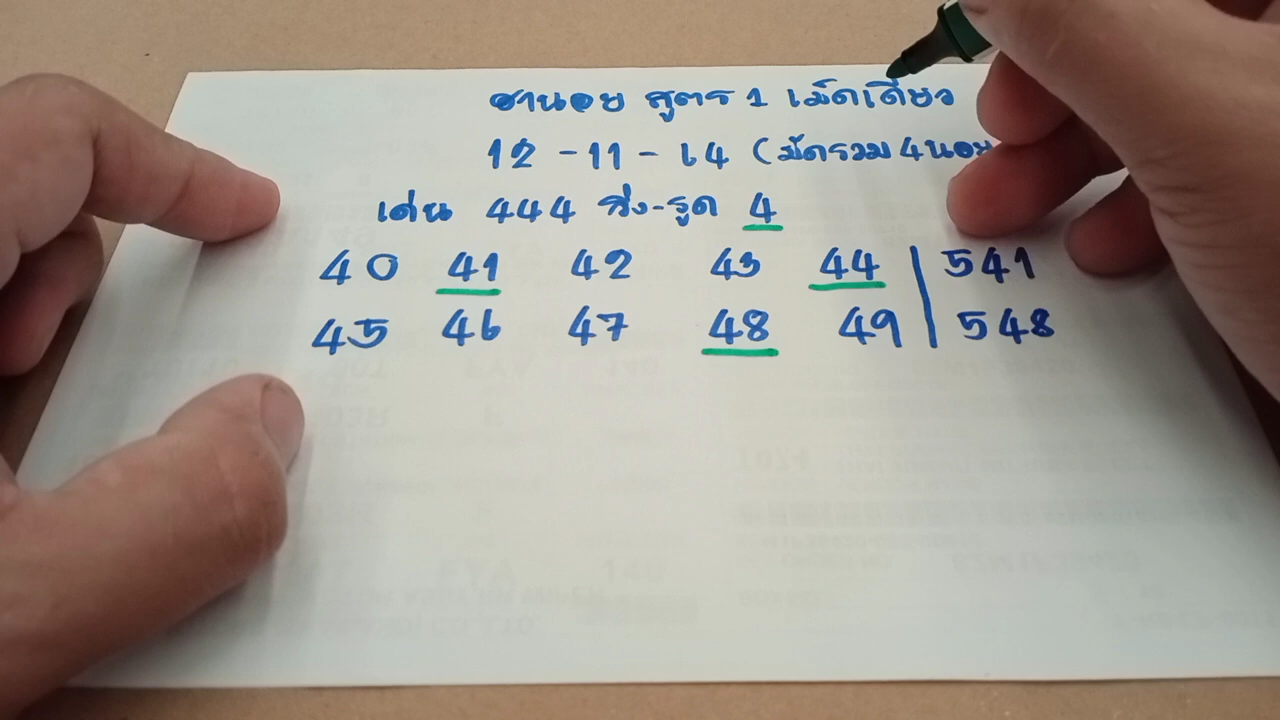 ฮานอย สูตร 1 เม็ดเดียว
12 - 11 - 64 (มัดรวม 4 นอย
เด่น 444 วิ่ง-รูด 4
40 41 42 43 44 | 541
45 46 47 48 49 | 548